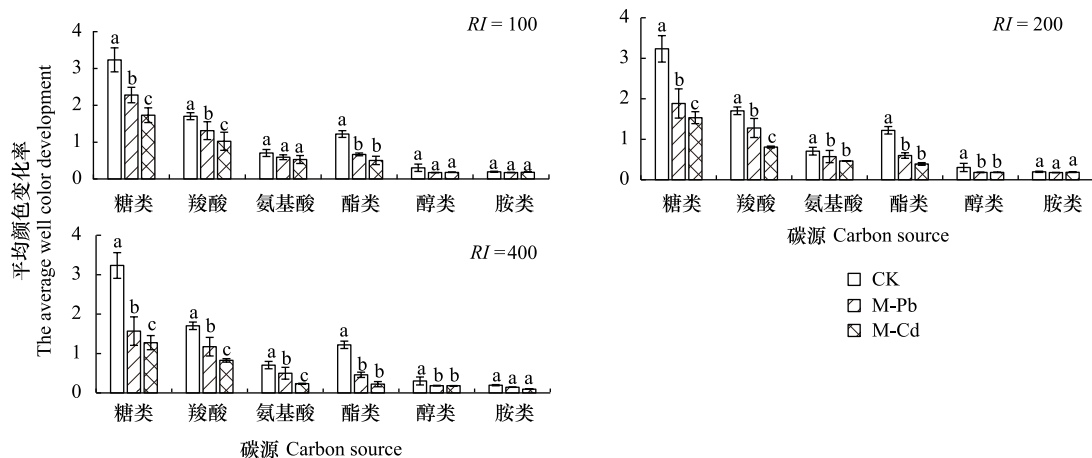 平均颜色变化率
The average well color development
RI = 100
4
3
2
1
0
a
b
c
a
b
c
a
a
a
a
b
b
a
a
a
a
a
a
糖类 羧酸 氨基酸 酯类 醇类 胺类
RI = 200
4
3
2
1
0
a
b
c
a
b
c
a
b
c
a
b
c
a
b
b
a
a
a
糖类 羧酸 氨基酸 酯类 醇类 胺类
碳源 Carbon source
RI = 400
4
3
2
1
0
a
b
c
a
b
c
a
b
c
a
b
b
a
b
b
a
a
a
糖类 羧酸 氨基酸 酯类 醇类 胺类
碳源 Carbon source
CK
M-Pb
M-Cd